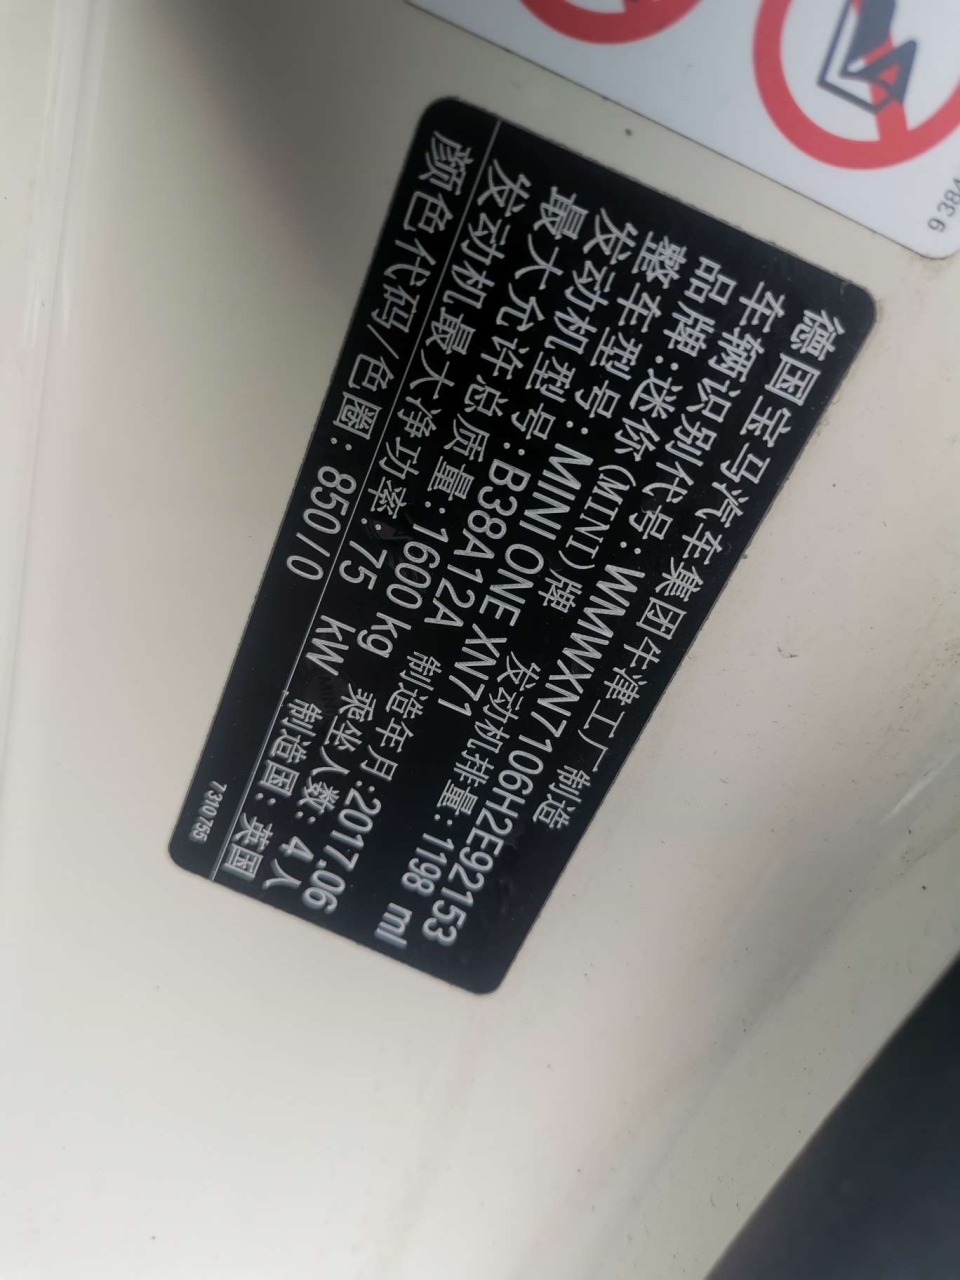 德国宝马汽车集团牛津工厂制造
车辆识别代号:WMWXN7106H2E92153
品牌:迷你(MINI)牌 发动机排量:1198 ml
整车型号:MINI ONE XN71
发动机型号:B38A12A 制造年月:2017.06
最大允许总质量:1600kg 乘坐人数:4人
发动机最大净功率:75 kW 制造国:英国
颜色代码/色圈:850/0
7310755
9 384